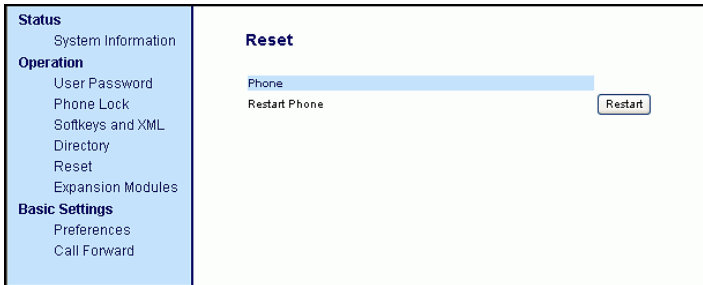 Status
System Information
Operation
User Password
Phone Lock
Softkeys and XML
Directory
Reset
Expansion Modules
Basic Settings
Preferences
Call Forward
Reset
Phone
Restart Phone Restart